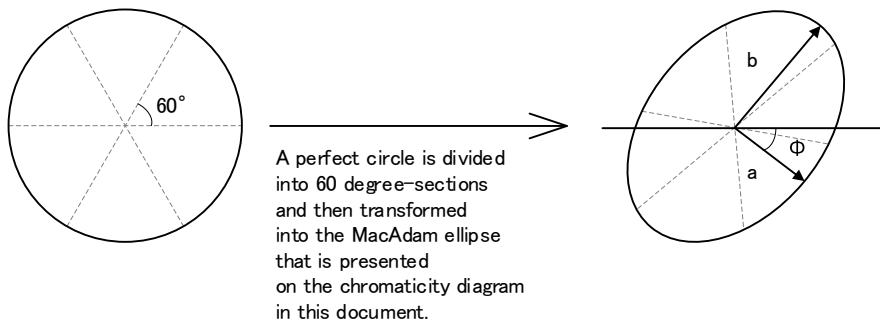 60°
A perfect circle is divided
into 60 degree-sections
and then transformed
into the MacAdam ellipse
that is presented
on the chromaticity diagram
in this document.
b
Φ
a